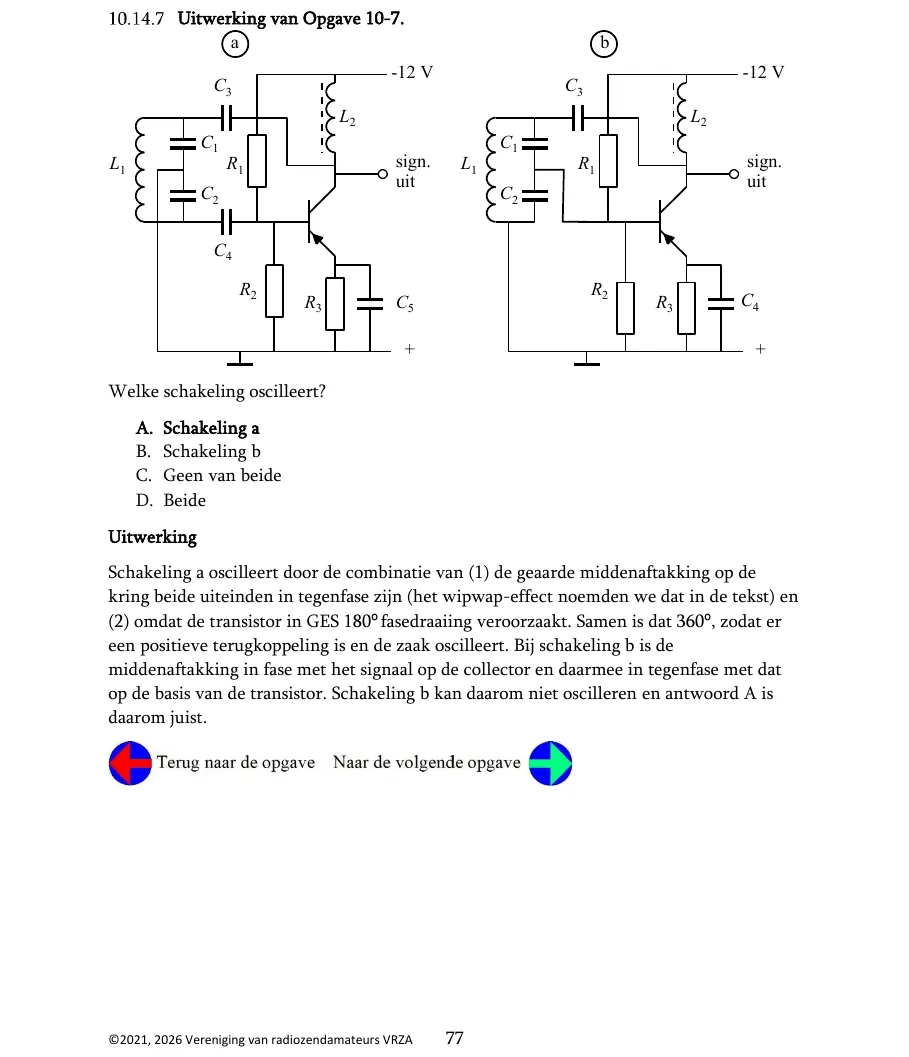 10.14.7 Uitwerking van Opgave 10-7.
a
b
-12 V
-12 V
C3
C3
L2
L2
C1
C1
L1
R1
sign.
uit
L1
R1
sign.
uit
C2
C2
C4
R2
R3
C5
R2
R3
C4
+
+
Welke schakeling oscilleert?
A. Schakeling a
B. Schakeling b
C. Geen van beide
D. Beide
Uitwerking
Schakeling a oscilleert door de combinatie van (1) de geaarde middenaftakking op de
kring beide uiteinden in tegenfase zijn (het wipwap-effect noemden we dat in de tekst) en
(2) omdat de transistor in GES 180° fasedraaiing veroorzaakt. Samen is dat 360°, zodat er
een positieve terugkoppeling is en de zaak oscilleert. Bij schakeling b is de
middenaftakking in fase met het signaal op de collector en daarmee in tegenfase met dat
op de basis van de transistor. Schakeling b kan daarom niet oscilleren en antwoord A is
daarom juist.
Terug naar de opgave Naar de volgende opgave
©2021, 2026 Vereniging van radiozendamateurs VRZA 77